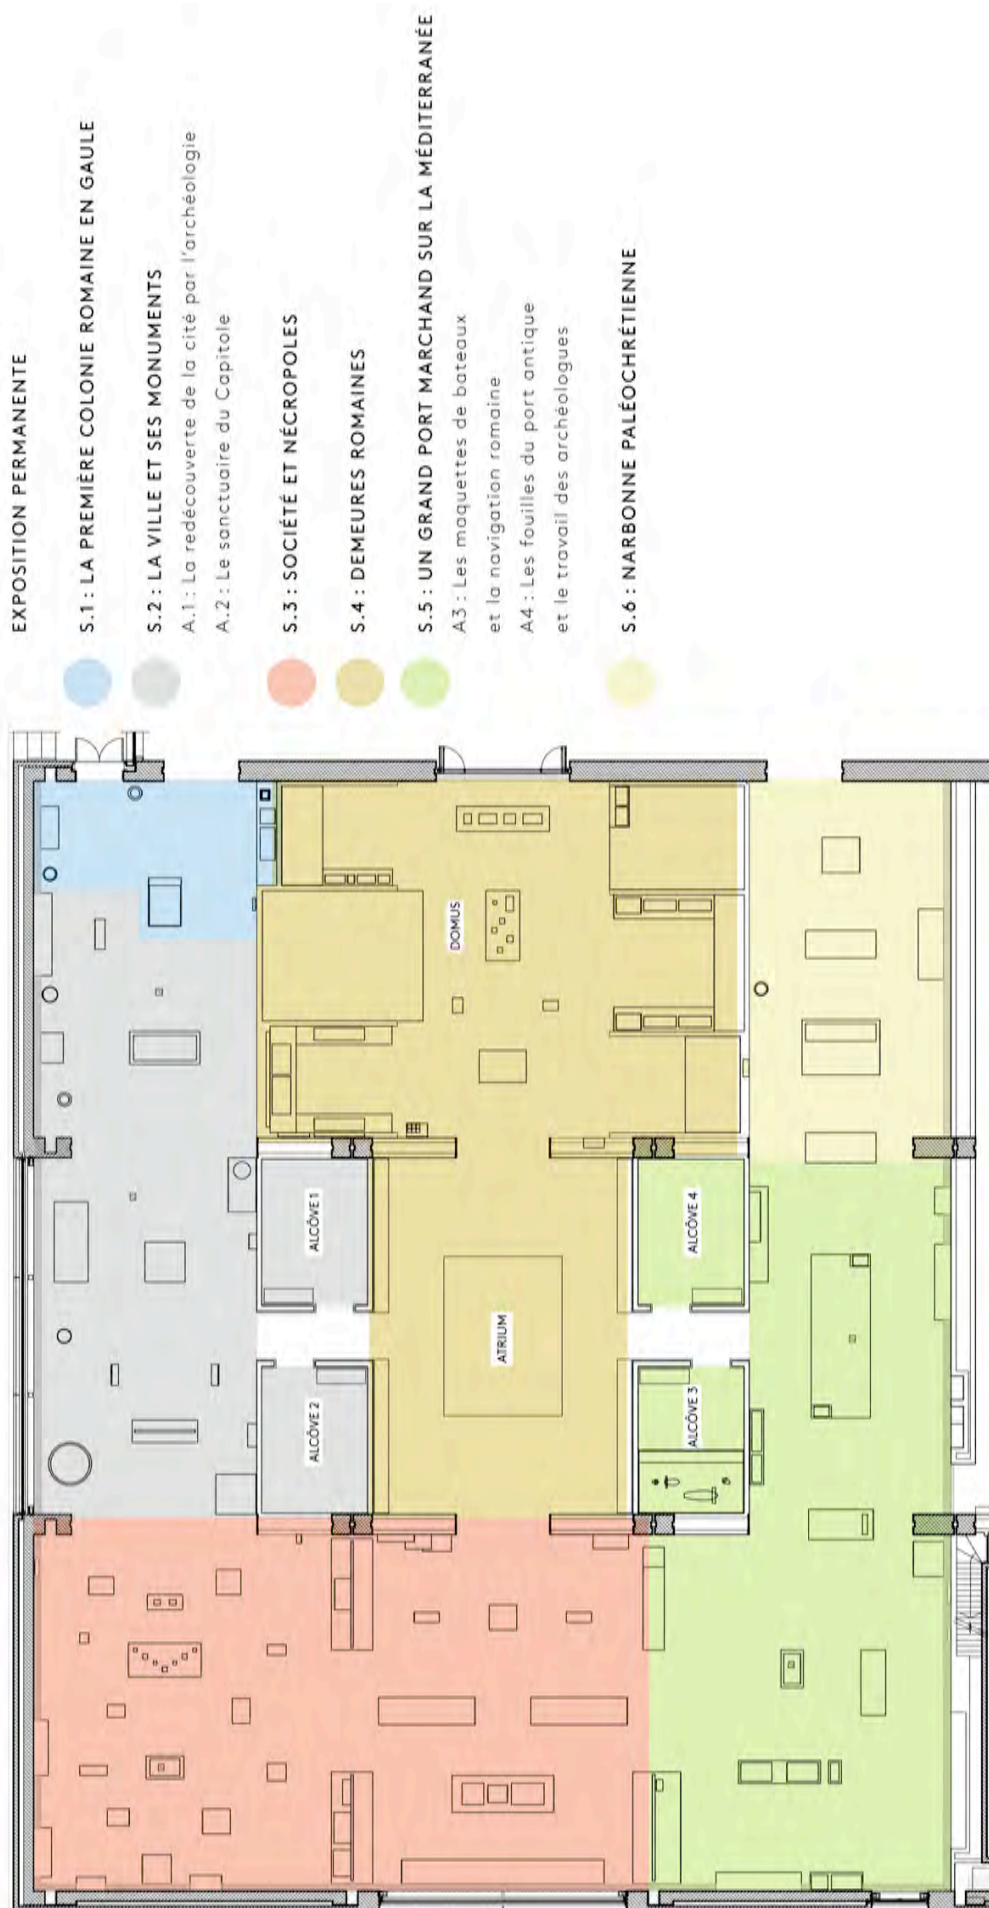 EXPOSITION PERMANENTE
S.1 : LA PREMIÈRE COLONIE ROMAINE EN GAULE
S.2 : LA VILLE ET SES MONUMENTS
A.1 : La redécouverte de la cité par l'archéologie
A.2 : Le sanctuaire du Capitole
S.3 : SOCIÉTÉ ET NÉCROPOLES
S.4 : DEMEURES ROMAINES
S.5 : UN GRAND PORT MARCHAND SUR LA MÉDITERRANÉE
A3 : Les maquettes de bateaux
et la navigation romaine
A4 : Les fouilles du port antique
et le travail des archéologues
S.6 : NARBONNE PALÉOCHRÉTIENNE
ALCÔVE 2
ALCÔVE 1
ATRIUM
DOMUS
ALCÔVE 3
ALCÔVE 4